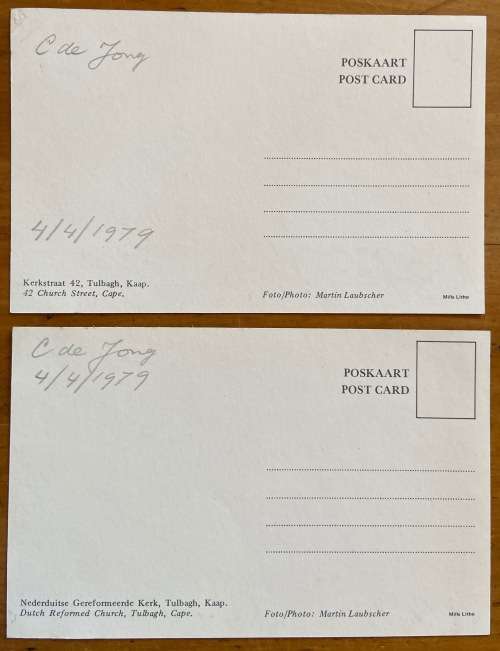 C de Jong
POSKAART
POST CARD
4/4/1979
Kerkstraat 42, Tulbagh, Kaap.
42 Church Street, Cape.
Foto/Photo: Martin Laubscher
Mills Litho
C de Jong
4/4/1979
POSKAART
POST CARD
Nederduitse Gereformeerde Kerk, Tulbagh, Kaap.
Dutch Reformed Church, Tulbagh, Cape.
Foto/Photo: Martin Laubscher
Mills Litho